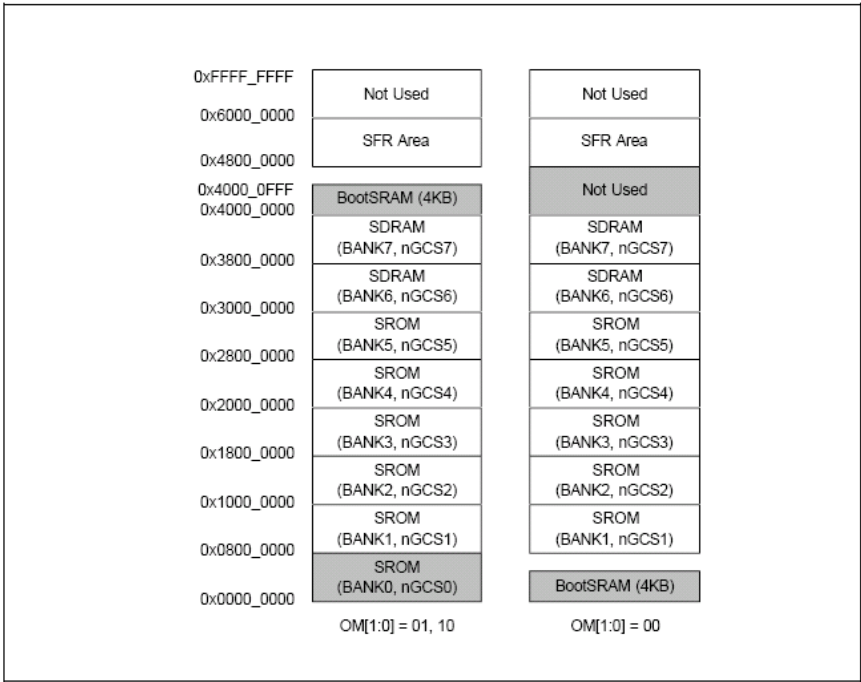 0xFFFF_FFFF
Not Used
Not Used
0x6000_0000
SFR Area
SFR Area
0x4800_0000
0x4000_0FFF
BootSRAM (4KB)
Not Used
0x4000_0000
SDRAM
(BANK7, nGCS7)
SDRAM
(BANK7, nGCS7)
0x3800_0000
SDRAM
(BANK6, nGCS6)
SDRAM
(BANK6, nGCS6)
0x3000_0000
SROM
(BANK5, nGCS5)
SROM
(BANK5, nGCS5)
0x2800_0000
SROM
(BANK4, nGCS4)
SROM
(BANK4, nGCS4)
0x2000_0000
SROM
(BANK3, nGCS3)
SROM
(BANK3, nGCS3)
0x1800_0000
SROM
(BANK2, nGCS2)
SROM
(BANK2, nGCS2)
0x1000_0000
SROM
(BANK1, nGCS1)
SROM
(BANK1, nGCS1)
0x0800_0000
SROM
(BANK0, nGCS0)
BootSRAM (4KB)
0x0000_0000
OM[1:0] = 01, 10
OM[1:0] = 00